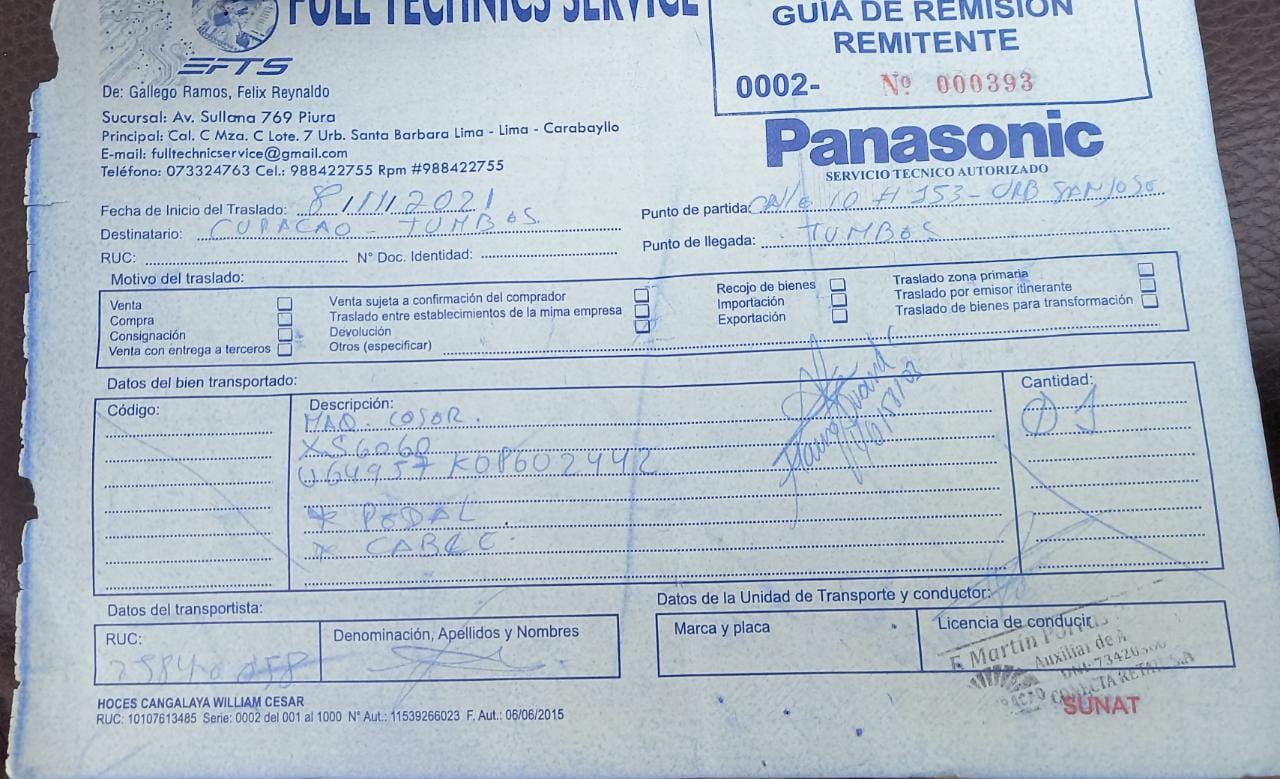 FULL TECHNICS SERVICE
EFTS
GUIA DE REMISIÓN
REMITENTE
0002- Nº 000393
De: Gallego Ramos, Felix Reynaldo
Sucursal: Av. Sullana 769 Piura
Principal: Cal. C Mza. C Lote. 7 Urb. Santa Barbara Lima - Lima - Carabayllo
E-mail: fulltechnicservice@gmail.com
Teléfono: 073324763 Cel.: 988422755 Rpm #988422755
Panasonic
SERVICIO TECNICO AUTORIZADO
Fecha de Inicio del Traslado: 8/11/2021
Punto de partida: Calle 10 # 153 - URB SAN JOSE
Destinatario: CURACAO - TUMBES
Punto de llegada: TUMBES
RUC: N° Doc. Identidad:
Motivo del traslado:
Venta
Compra
Consignación
Venta con entrega a terceros
Venta sujeta a confirmación del comprador
Traslado entre establecimientos de la mima empresa
Devolución
Otros (especificar)
Recojo de bienes
Importación
Exportación
Traslado zona primaria
Traslado por emisor itinerante
Traslado de bienes para transformación
Datos del bien transportado:
Código:
Descripción:
MAQ. COSER.
XS6060
U64957 K0P602442
* PEDAL
* CABLE
Cantidad:
01
Datos del transportista:
RUC:
Denominación, Apellidos y Nombres
Datos de la Unidad de Transporte y conductor:
Marca y placa
Licencia de conducir
F. Martín
Auxiliar de
SUNAT
HOCES CANGALAYA WILLIAM CESAR
RUC: 10107613485 Serie: 0002 del 001 al 1000 N° Aut.: 11539266023 F. Aut.: 06/06/2015